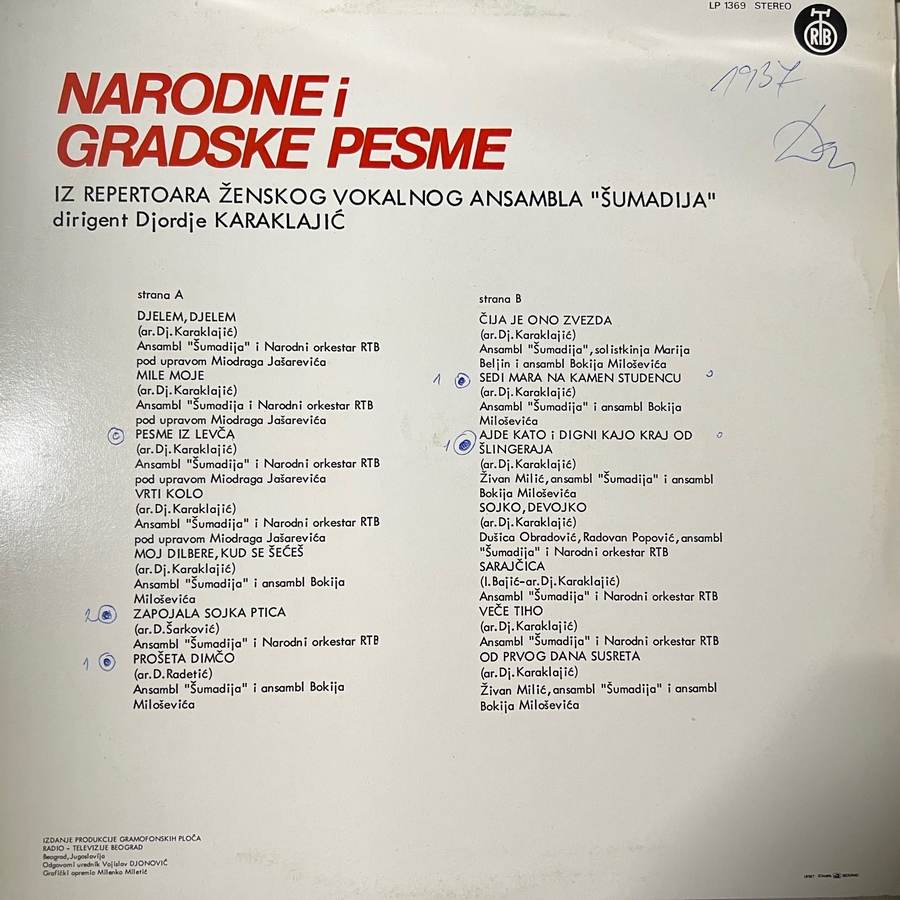 LP 1369 STEREO
RTB
1937
NARODNE i
GRADSKE PESME
IZ REPERTOARA ŽENSKOG VOKALNOG ANSAMBLA "ŠUMADIJA"
dirigent Djordje KARAKLAJIĆ
strana A
DJELEM, DJELEM
(ar. Dj. Karaklajić)
Ansambl "Šumadija" i Narodni orkestar RTB
pod upravom Miodraga Jašarevića
MILE MOJE
(ar. Dj. Karaklajić)
Ansambl "Šumadija i Narodni orkestar RTB
pod upravom Miodraga Jašarevića
PESME IZ LEVČA
(ar. Dj. Karaklajić)
Ansambl "Šumadija" i Narodni orkestar RTB
pod upravom Miodraga Jašarevića
VRTI KOLO
(ar. Dj. Karaklajić)
Ansambl "Šumadija" i Narodni orkestar RTB
pod upravom Miodraga Jašarevića
MOJ DILBERE, KUD SE ŠEĆEŠ
(ar. Dj. Karaklajić)
Ansambl "Šumadija" i ansambl Bokija
Miloševića
2 ZAPOJALA SOJKA PTICA
(ar. D. Šarković)
Ansambl "Šumadija" i Narodni orkestar RTB
1 PROŠETA DIMČO
(ar. D. Radetić)
Ansambl "Šumadija" i ansambl Bokija
Miloševića
strana B
ČIJA JE ONO ZVEZDA
(ar. Dj. Karaklajić)
Ansambl "Šumadija", solistkinja Marija
Beljin i ansambl Bokija Miloševića
1 SEDI MARA NA KAMEN STUDENCU
(ar. Dj. Karaklajić)
Ansambl "Šumadija" i ansambl Bokija
Miloševića
1 AJDE KATO i DIGNI KAJO KRAJ OD
ŠLINGERAJA
(ar. Dj. Karaklajić)
Živan Milić, ansambl "Šumadija" i ansambl
Bokija Miloševića
SOJKO, DEVOJKO
(ar. Dj. Karaklajić)
Dušica Obradović, Radovan Popović, ansambl
"Šumadija" i Narodni orkestar RTB
SARAJČICA
(I. Bajić-ar. Dj. Karaklajić)
Ansambl "Šumadija" i Narodni orkestar RTB
VEČE TIHO
(ar. Dj. Karaklajić)
Ansambl "Šumadija" i Narodni orkestar RTB
OD PRVOG DANA SUSRETA
(ar. Dj. Karaklajić)
Živan Milić, ansambl "Šumadija" i ansambl
Bokija Miloševića
IZDANJE PRODUKCIJE GRAMOFONSKIH PLOČA
RADIO - TELEVIZIJE BEOGRAD
Beograd, Jugoslavija
Odgovorni urednik Vojislav DJONOVIĆ
Grafički opremio Milenko Miletić